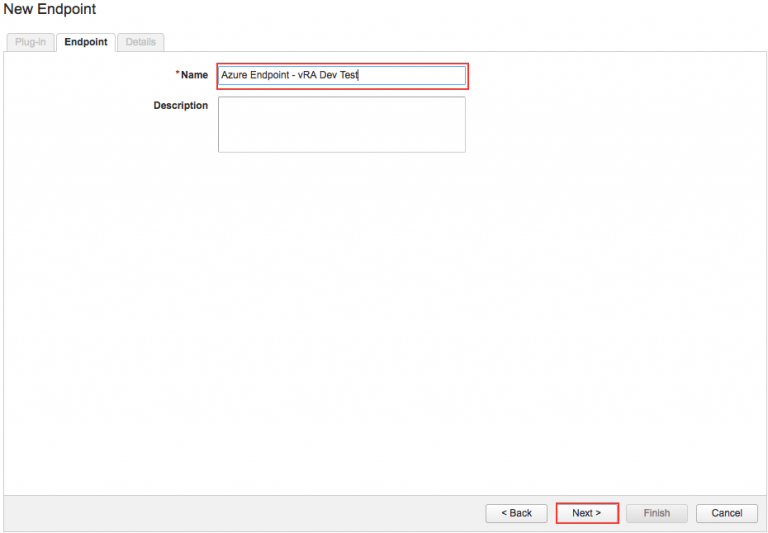 New Endpoint
Plug-in Endpoint Details
*Name Azure Endpoint - vRA Dev Test
Description
< Back Next > Finish Cancel